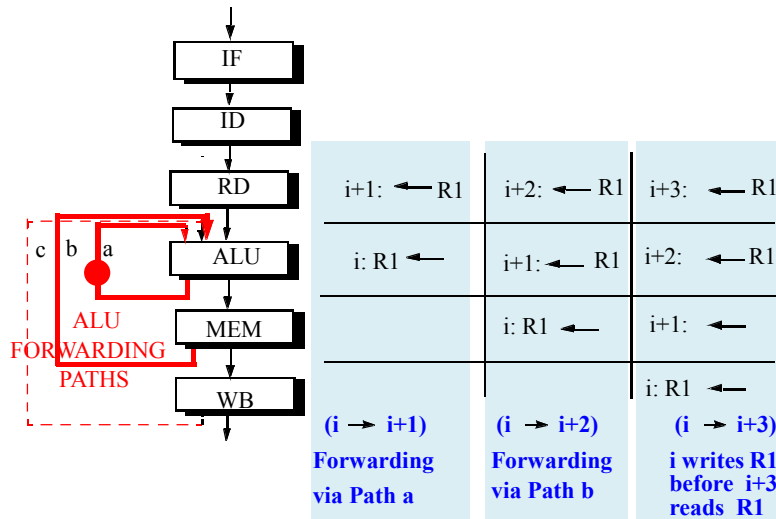 IF
ID
RD
ALU
MEM
WB
c b a
ALU
FORWARDING
PATHS
i+1: ← R1
i+2: ← R1
i+3: ← R1
i: R1 ←
i+1: ← R1
i+2: ← R1
i: R1 ←
i+1: ←
i: R1 ←
(i → i+1)
Forwarding
via Path a
(i → i+2)
Forwarding
via Path b
(i → i+3)
i writes R1
before i+3
reads R1